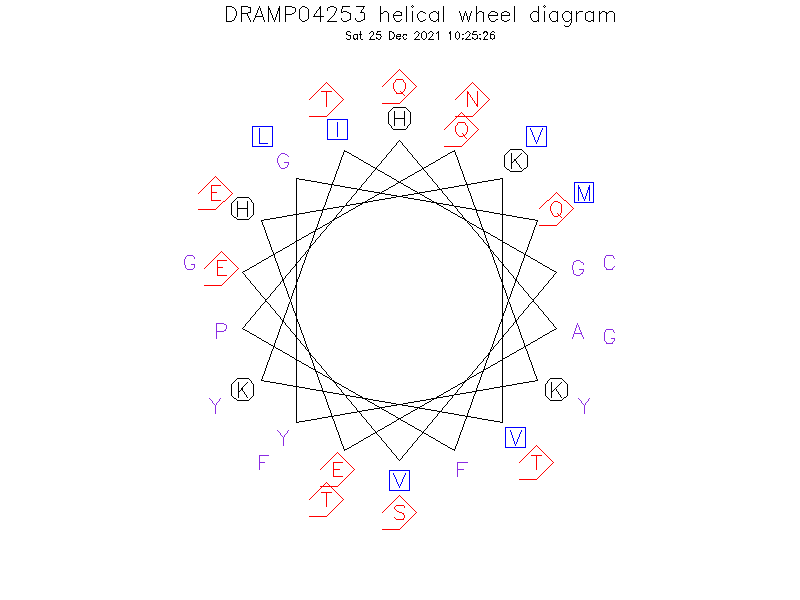 DRAMP04253 helical wheel diagram
Sat 25 Dec 2021 10:25:26
Q
T N
H
I Q
L V
G K
M
E H Q
G E G C
P A G
K K
Y Y
Y V
F E F T
V
T
S